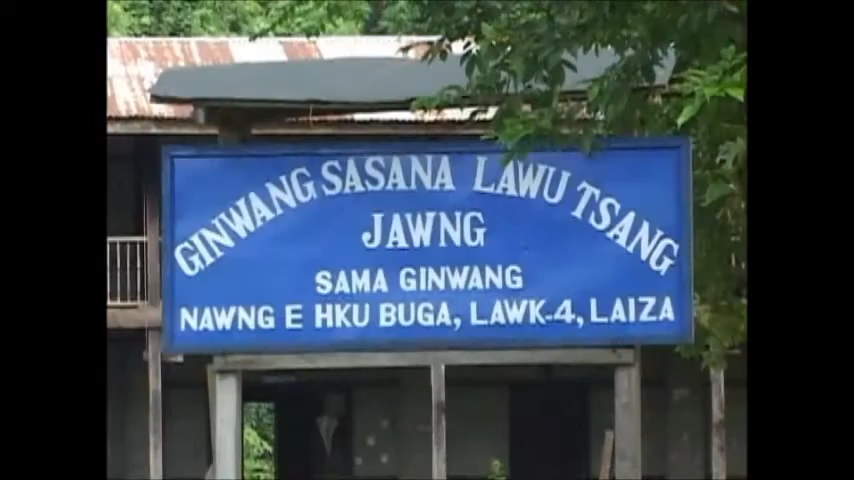 GINWANG SASANA LAWU TSANG
JAWNG
SAMA GINWANG
NAWNG E HKU BUGA, LAWK-4, LAIZA